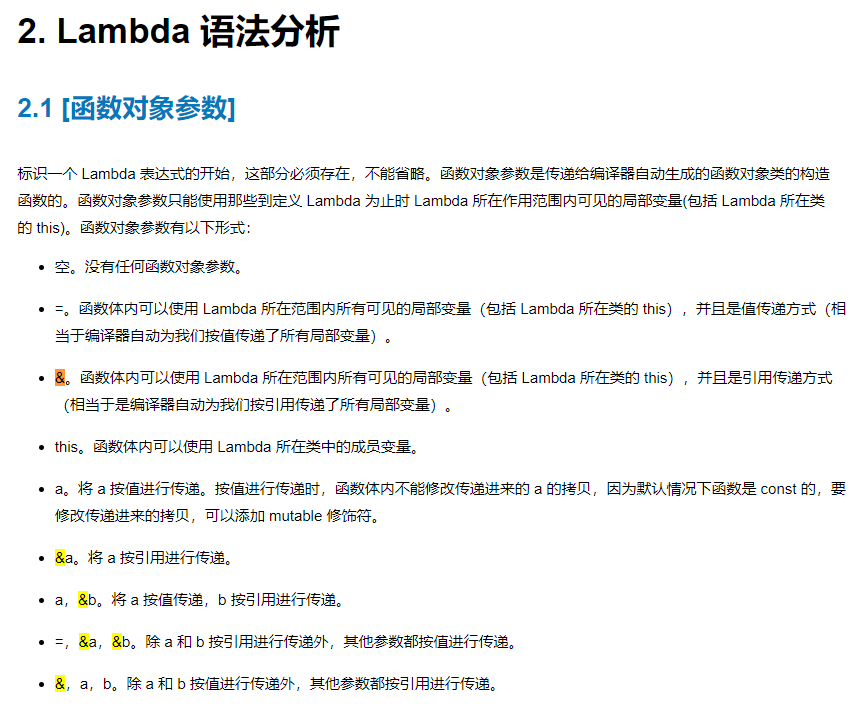 2. Lambda 语法分析
2.1 [函数对象参数]
标识一个 Lambda 表达式的开始，这部分必须存在，不能省略。函数对象参数是传递给编译器自动生成的函数对象类的构造
函数的。函数对象参数只能使用那些到定义 Lambda 为止时 Lambda 所在作用范围内可见的局部变量(包括 Lambda 所在类
的 this)。函数对象参数有以下形式：
• 空。没有任何函数对象参数。
• =。函数体内可以使用 Lambda 所在范围内所有可见的局部变量（包括 Lambda 所在类的 this），并且是值传递方式（相
当于编译器自动为我们按值传递了所有局部变量）。
• &。函数体内可以使用 Lambda 所在范围内所有可见的局部变量（包括 Lambda 所在类的 this），并且是引用传递方式
（相当于是编译器自动为我们按引用传递了所有局部变量）。
• this。函数体内可以使用 Lambda 所在类中的成员变量。
• a。将 a 按值进行传递。按值进行传递时，函数体内不能修改传递进来的 a 的拷贝，因为默认情况下函数是 const 的，要
修改传递进来的拷贝，可以添加 mutable 修饰符。
• &a。将 a 按引用进行传递。
• a，&b。将 a 按值传递，b 按引用进行传递。
• =，&a，&b。除 a 和 b 按引用进行传递外，其他参数都按值进行传递。
• &，a，b。除 a 和 b 按值进行传递外，其他参数都按引用进行传递。